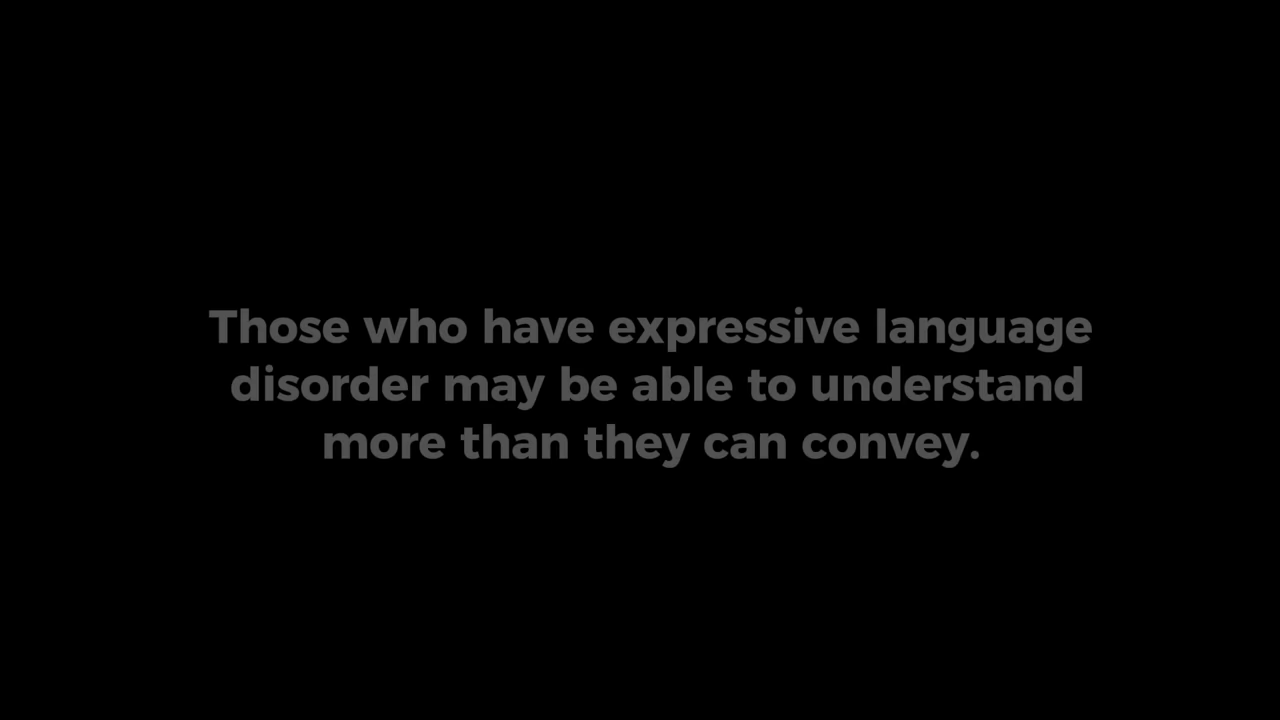 Those who have expressive language
disorder may be able to understand
more than they can convey.